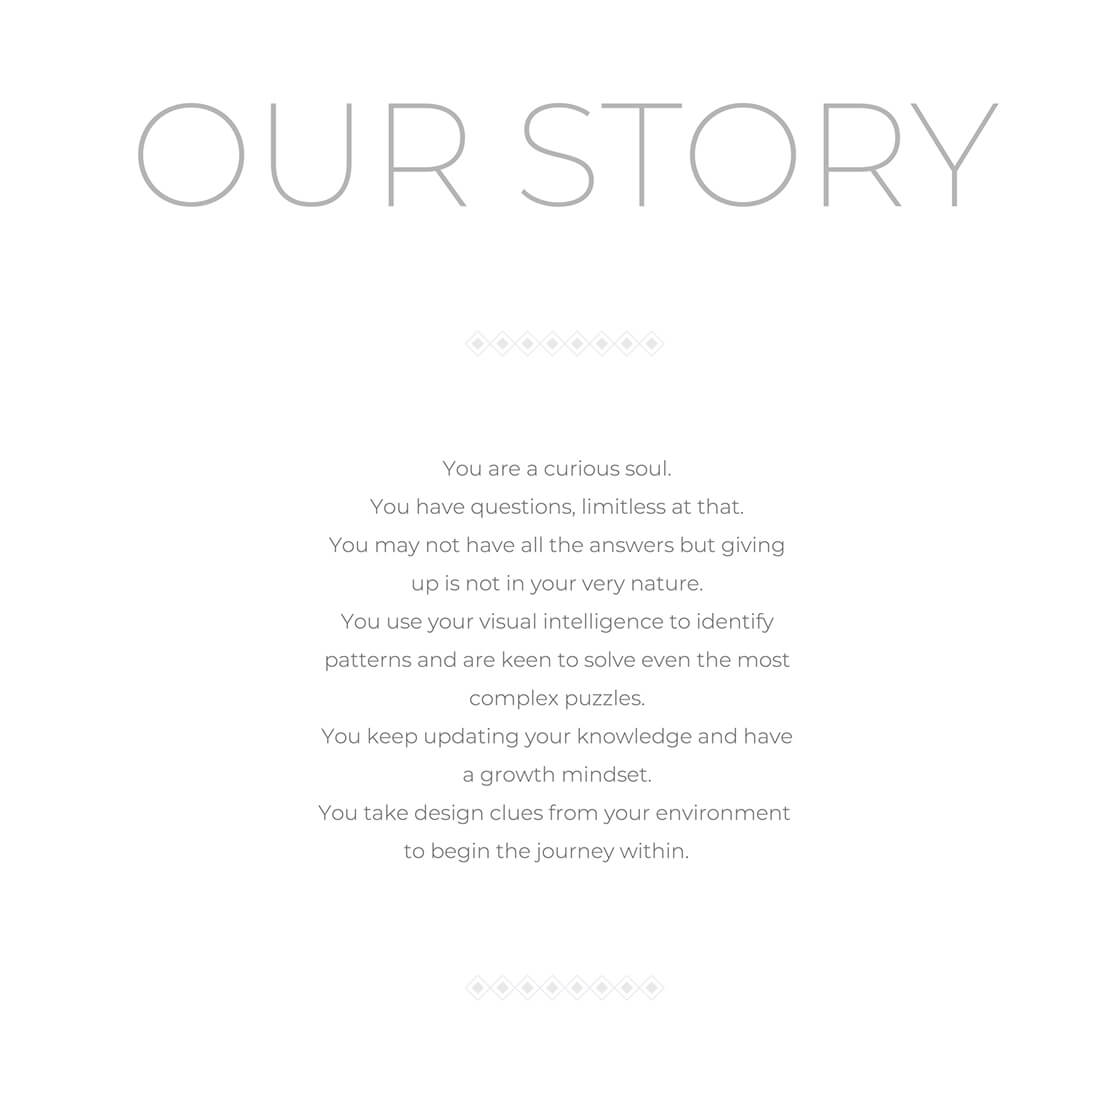 OUR STORY
You are a curious soul.
You have questions, limitless at that.
You may not have all the answers but giving
up is not in your very nature.
You use your visual intelligence to identify
patterns and are keen to solve even the most
complex puzzles.
You keep updating your knowledge and have
a growth mindset.
You take design clues from your environment
to begin the journey within.